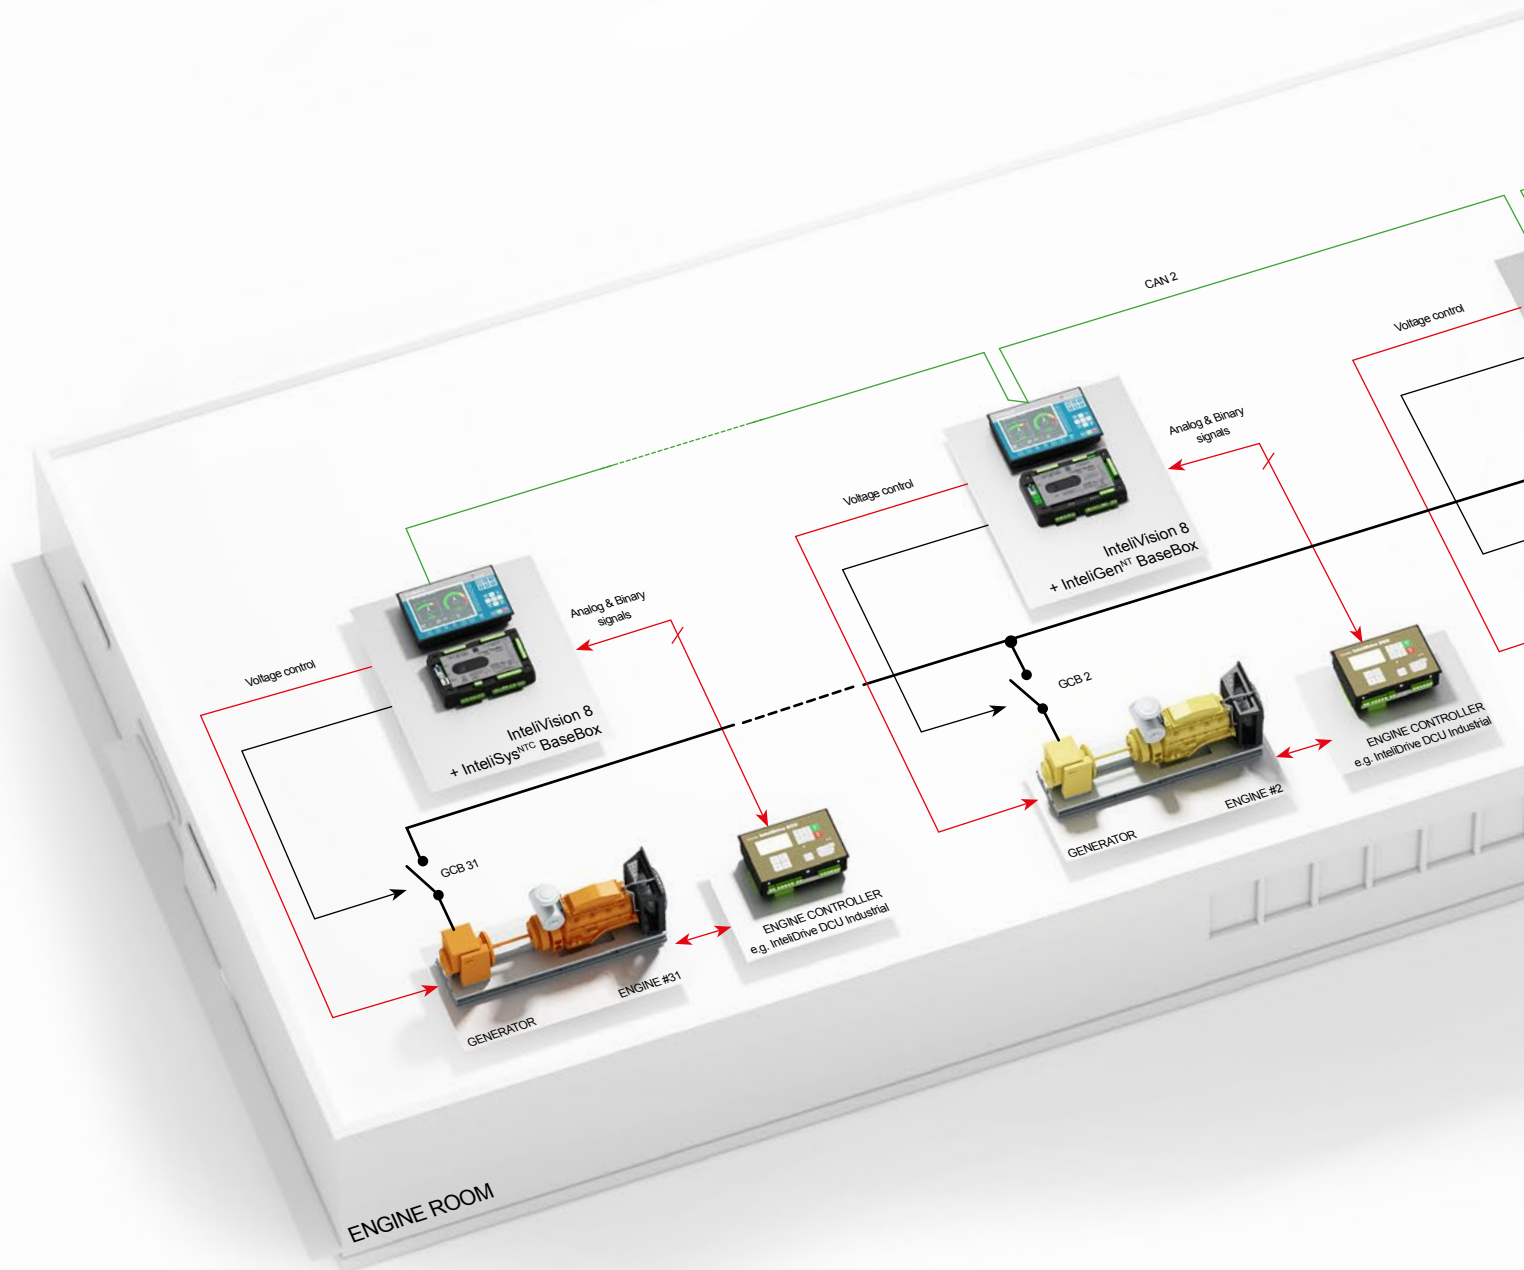 CAN 2
Voltage control
Analog & Binary
signals
Voltage control
InteliVision 8
+ InteliGenNT BaseBox
Analog & Binary
signals
Voltage control
InteliVision 8
+ InteliSysNTC BaseBox
GCB 2
ENGINE CONTROLLER
e.g. InteliDrive DCU Industrial
ENGINE #2
GENERATOR
GCB 31
ENGINE CONTROLLER
e.g. InteliDrive DCU Industrial
ENGINE #31
GENERATOR
ENGINE ROOM